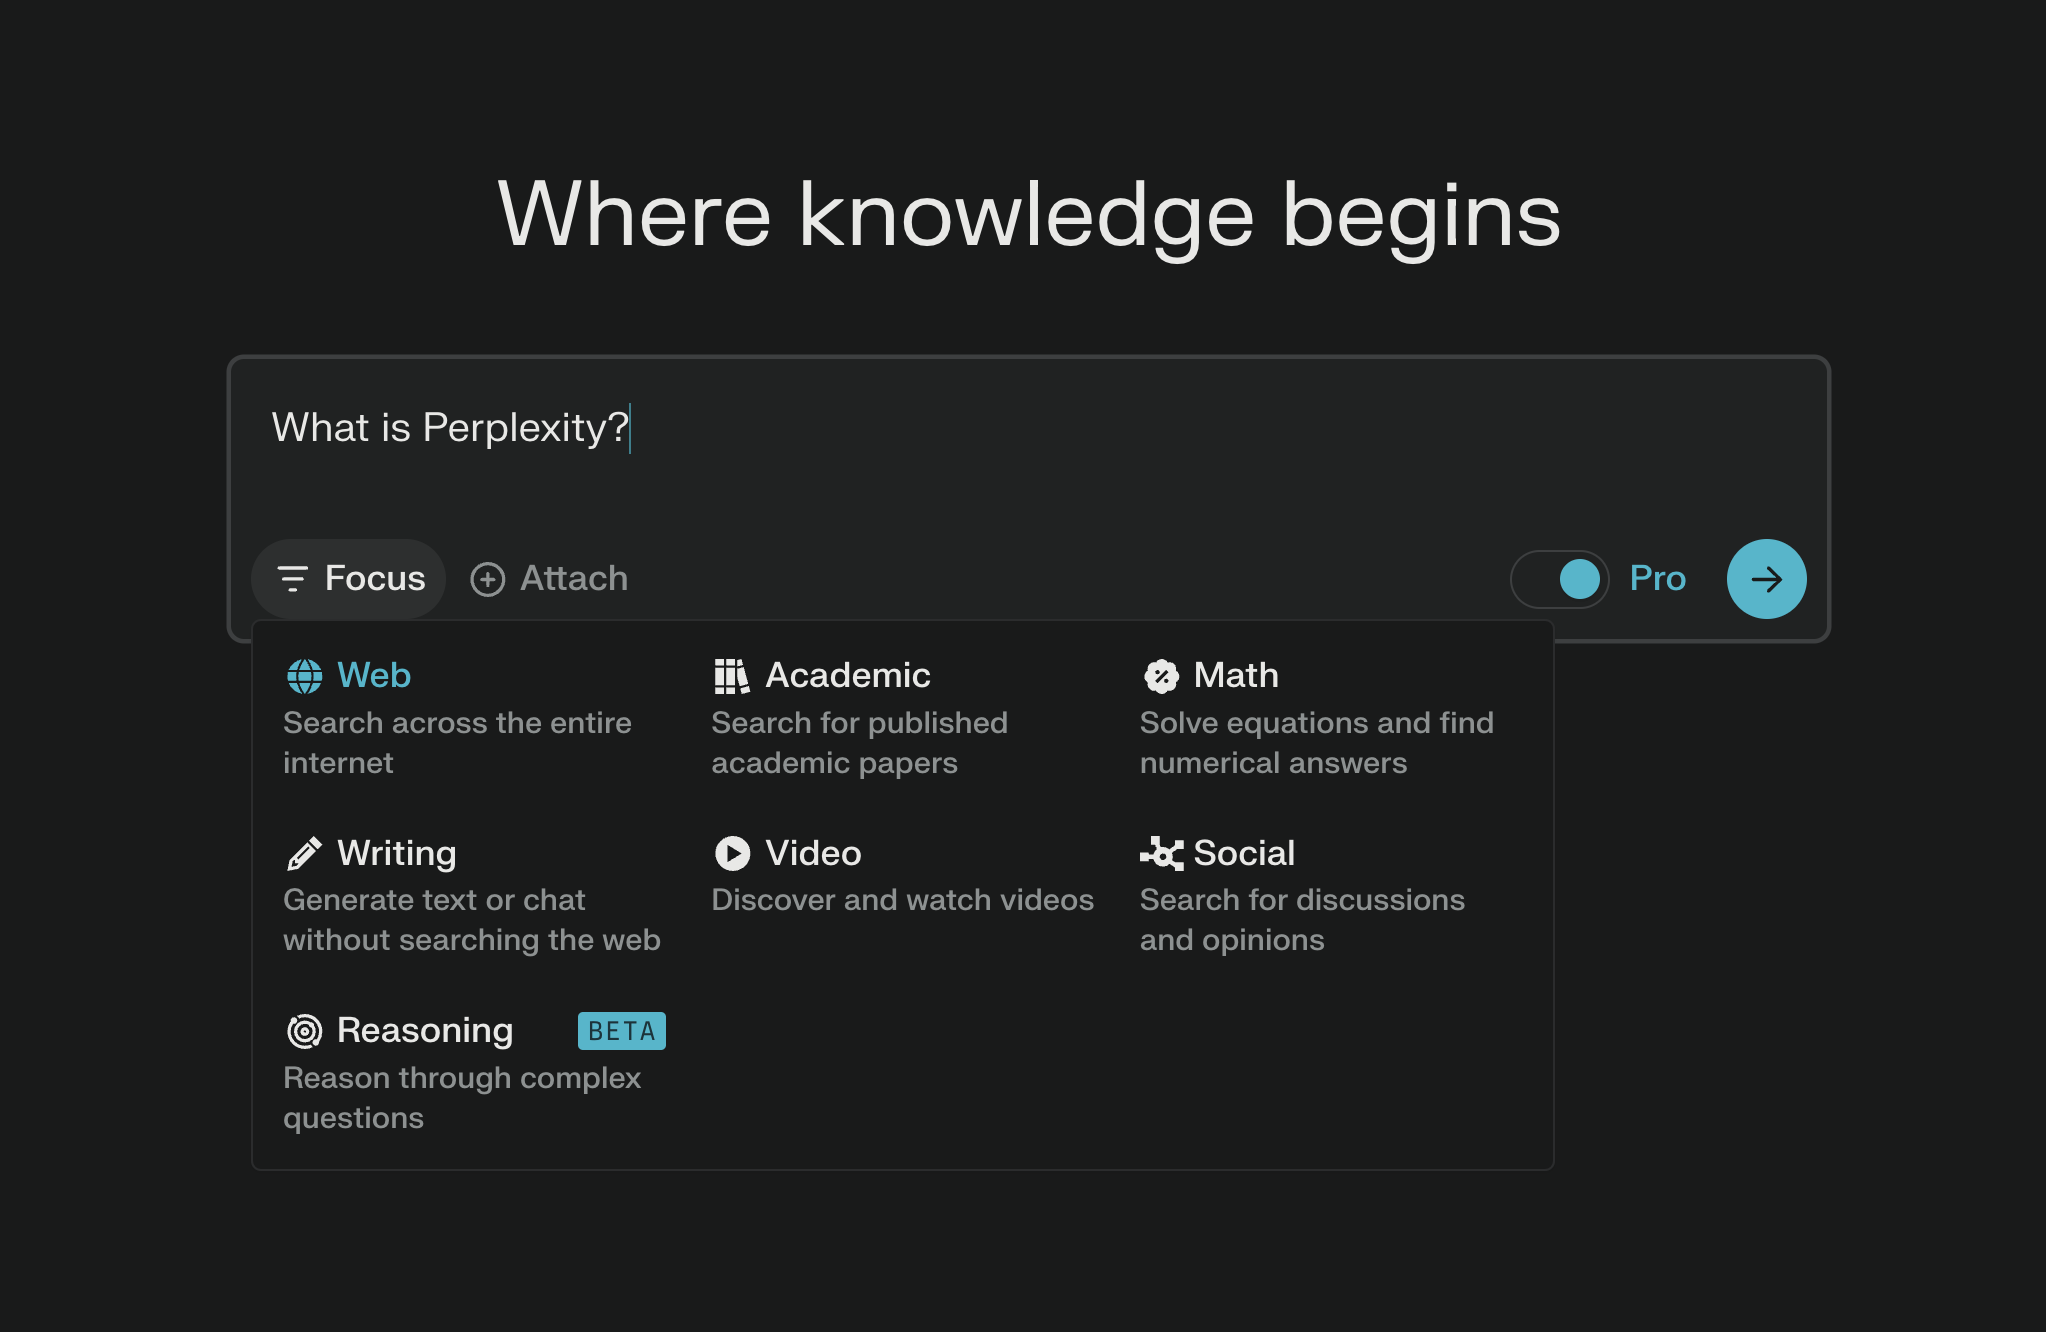 Where knowledge begins
What is Perplexity?
Focus
Attach
Pro
Web
Search across the entire
internet
Academic
Search for published
academic papers
Math
Solve equations and find
numerical answers
Writing
Generate text or chat
without searching the web
Video
Discover and watch videos
Social
Search for discussions
and opinions
Reasoning
BETA
Reason through complex
questions